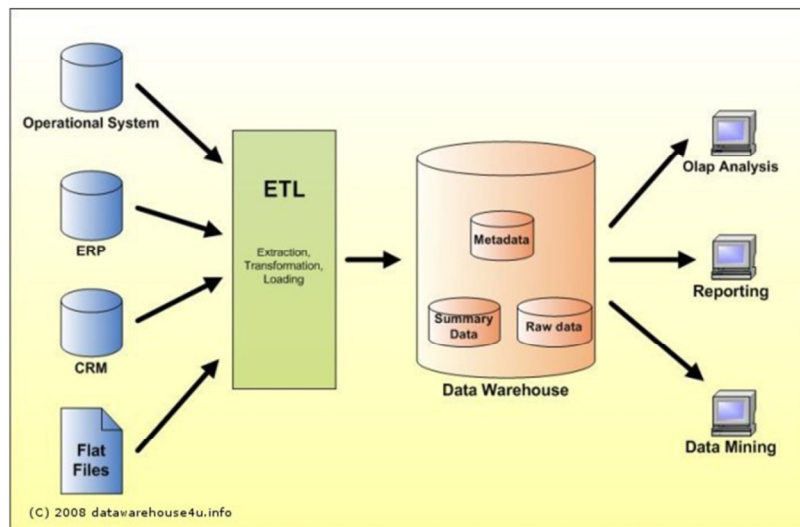 Operational System
ERP
CRM
Flat
Files
ETL
Extraction,
Transformation,
Loading
Metadata
Summary
Data
Raw data
Data Warehouse
Olap Analysis
Reporting
Data Mining
(C) 2008 datawarehouse4u.info